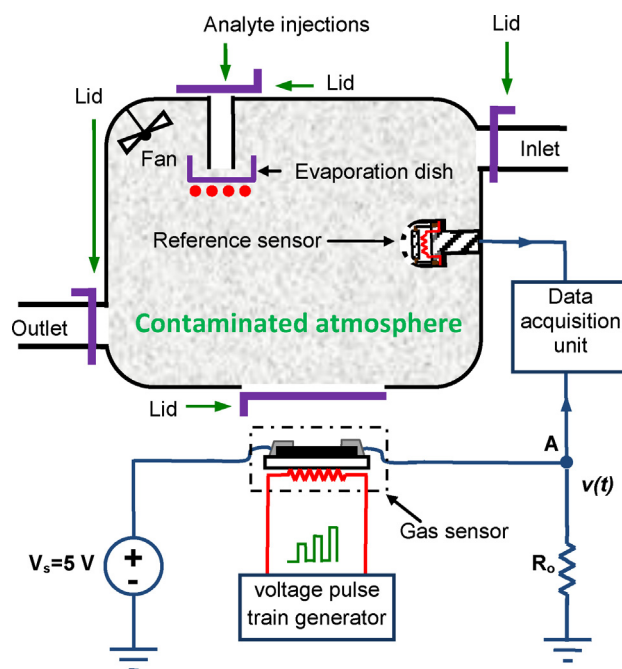 Analyte injections
Lid
Lid
Lid
Fan
Evaporation dish
Inlet
Reference sensor
Data
acquisition
unit
Outlet
Contaminated atmosphere
Lid
A
v(t)
Gas sensor
Vs=5 V
+
-
voltage pulse
train generator
Ro